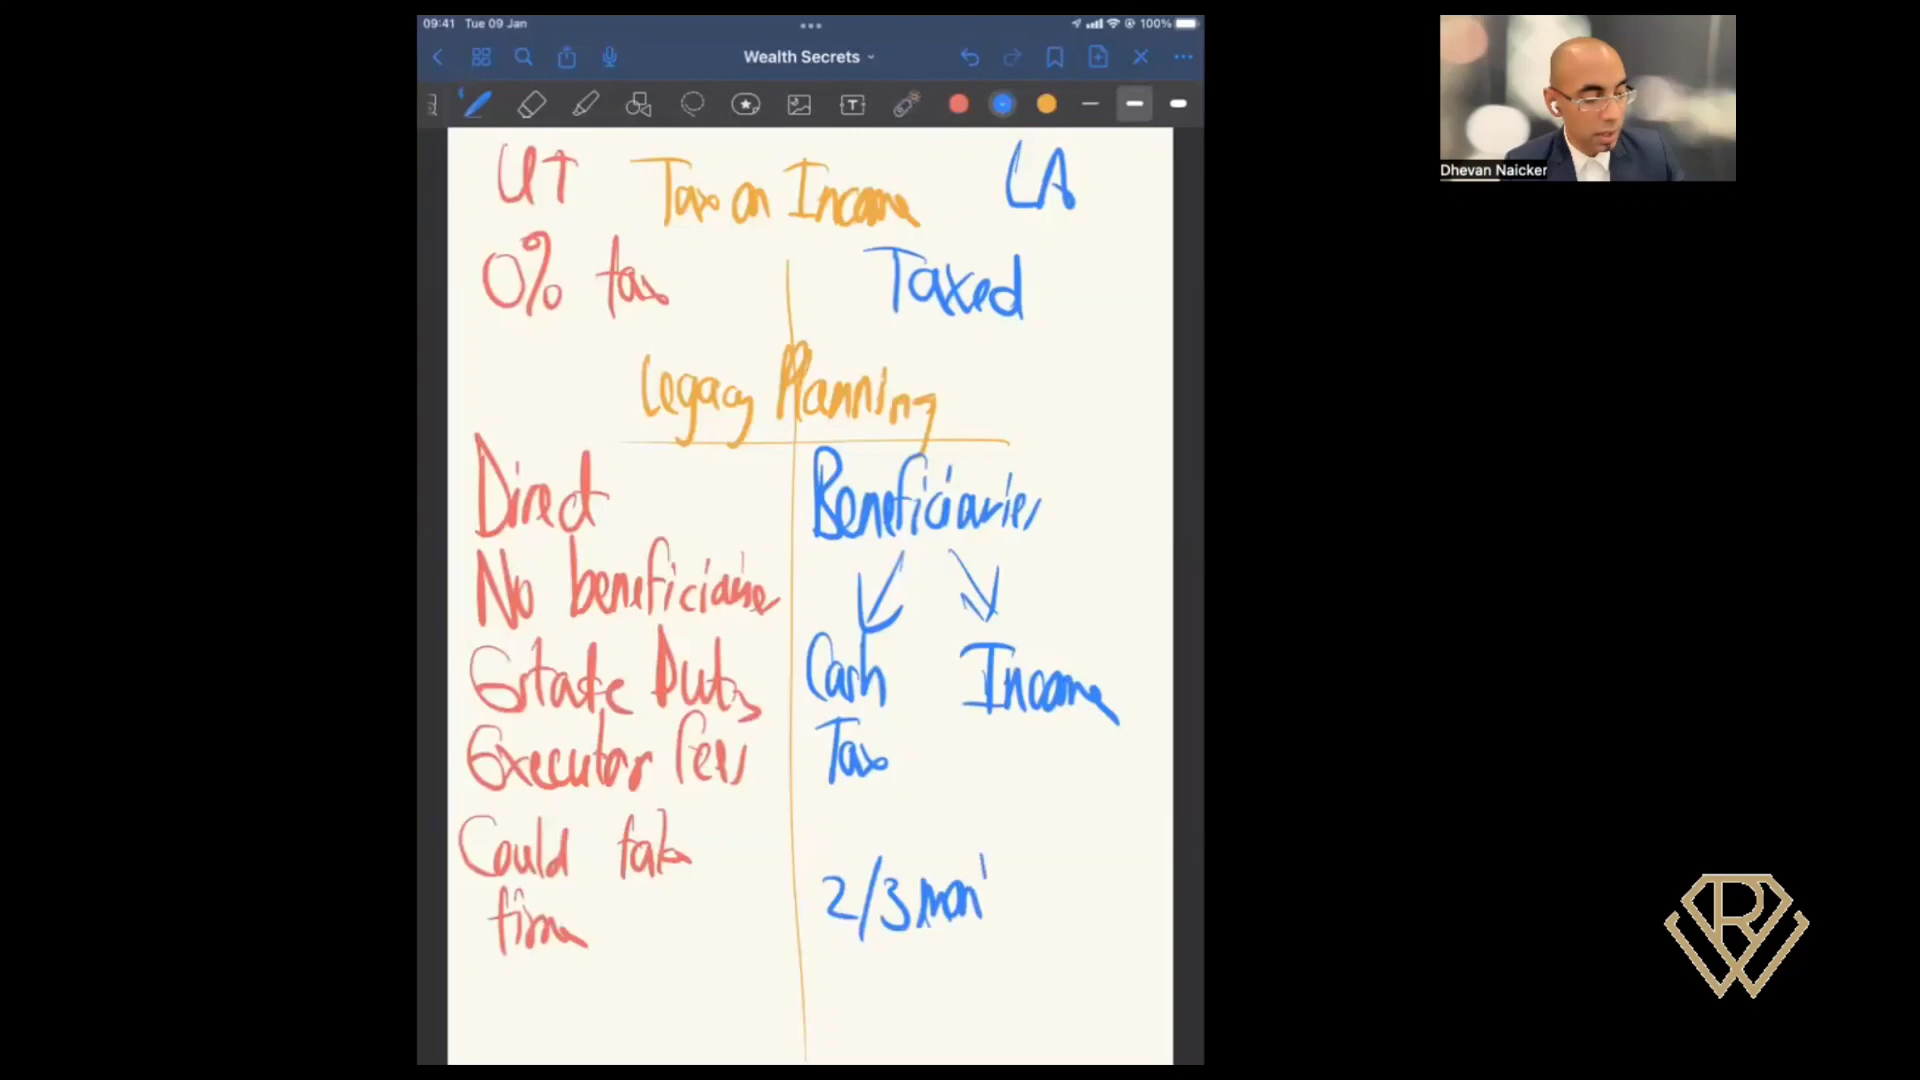 09:41 Tue 09 Jan 100%
Wealth Secrets
T
UT Tax on Income LA
0% tax Taxed
Legacy Planning
Direct Beneficiaries
No beneficiaries
Cash Income
Estate Duty
Executor fees Tax
Could take
time 2/3 mon
Dhevan Naicker
RW